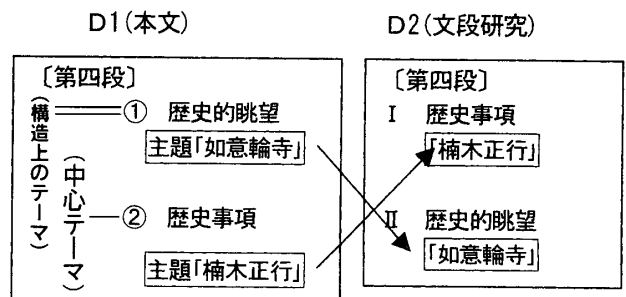 D1(本文)
〔第四段〕
(構造上のテーマ)
① 歴史的眺望
主題「如意輪寺」
(中心テーマ)
② 歴史事項
主題「楠木正行」
D2(文段研究)
〔第四段〕
I 歴史事項
「楠木正行」
II 歴史的眺望
「如意輪寺」